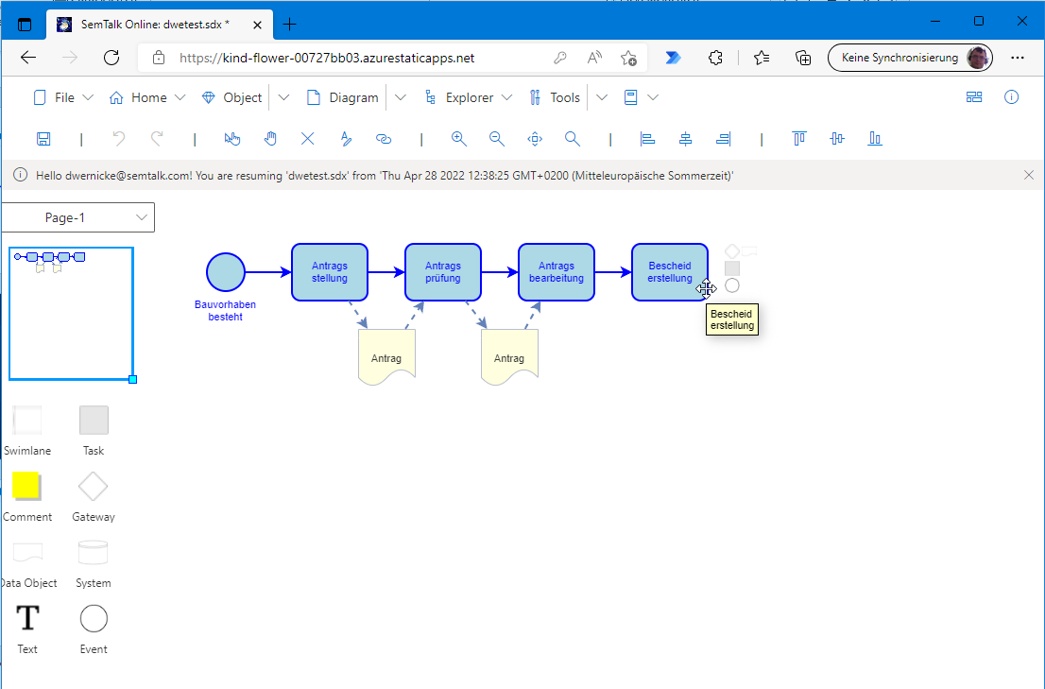 SemTalk Online: dwetest.sdx *
https://kind-flower-00727bb03.azurestaticapps.net
Keine Synchronisierung
File Home Object Diagram Explorer Tools
Hello dwernicke@semtalk.com! You are resuming 'dwetest.sdx' from 'Thu Apr 28 2022 12:38:25 GMT+0200 (Mitteleuropäische Sommerzeit)'
Page-1
Bauvorhaben
besteht
Antrags
stellung
Antrags
prüfung
Antrags
bearbeitung
Bescheid
erstellung
Bescheid
erstellung
Antrag
Antrag
Swimlane
Task
Comment
Gateway
Data Object
System
T
Text
Event